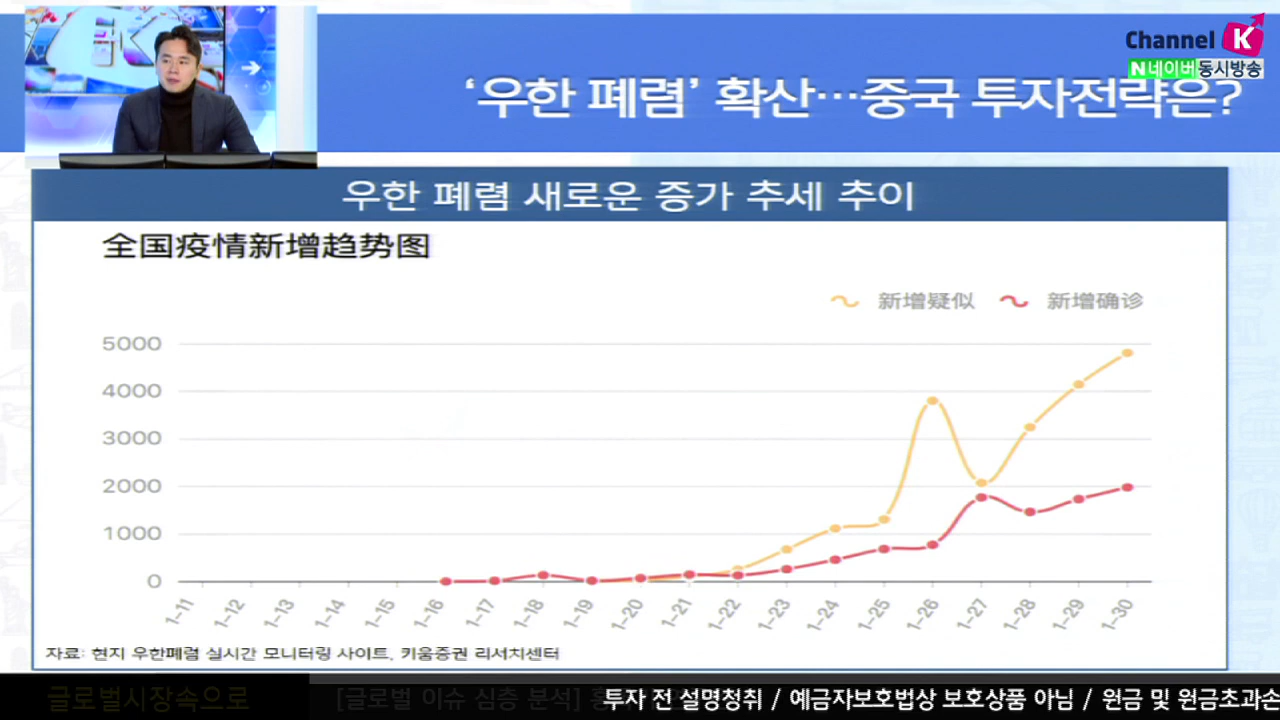 Channel K
N 네이버 동시방송
‘우한 폐렴’ 확산…중국 투자전략은?
우한 폐렴 새로운 증가 추세 추이
全国疫情新增趋势图
新增疑似 新增确诊
5000
4000
3000
2000
1000
0
1-11 1-12 1-13 1-14 1-15 1-16 1-17 1-18 1-19 1-20 1-21 1-22 1-23 1-24 1-25 1-26 1-27 1-28 1-29 1-30
자료: 현지 우한폐렴 실시간 모니터링 사이트, 키움증권 리서치센터
글로벌시장속으로 [글로벌 이슈 심층 분석]
투자 전 설명청취 / 예금자보호법상 보호상품 아님 / 원금 및 원금초과손